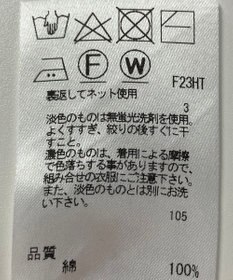 F F23HT
W
裏返してネット使用
3
淡色のものは無蛍光洗剤を使用。
よくすすぎ、絞りの後すぐに干
すこと。
濃色のものは、着用による摩擦
で色落ちする事がありますので、
組み合せの衣服にご注意下さい。
また、淡色のものとは別にお洗
い下さい。
105
品質
綿 100%